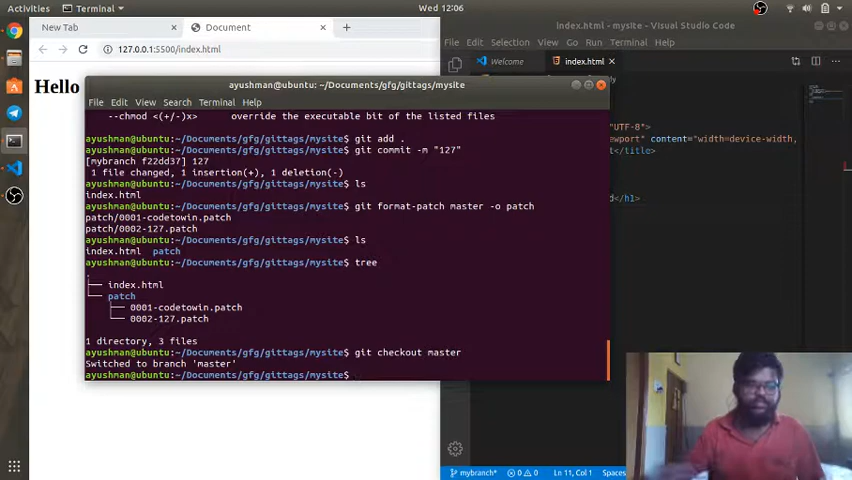 Activities
Terminal
Wed 12:06
New Tab
Document
index.html - mysite - Visual Studio Code
127.0.0.1:5500/index.html
File Edit Selection View Go Run Terminal
Welcome
index.html
Hello
ayushman@ubuntu: ~/Documents/gfg/gittags/mysite
File Edit View Search Terminal Help
--chmod <(+/-)x> override the executable bit of the listed files
ayushman@ubuntu:~/Documents/gfg/gittags/mysite$ git add .
ayushman@ubuntu:~/Documents/gfg/gittags/mysite$ git commit -m "127"
[mybranch f22dd37] 127
1 file changed, 1 insertion(+), 1 deletion(-)
ayushman@ubuntu:~/Documents/gfg/gittags/mysite$ ls
index.html
ayushman@ubuntu:~/Documents/gfg/gittags/mysite$ git format-patch master -o patch
patch/0001-codetowin.patch
patch/0002-127.patch
ayushman@ubuntu:~/Documents/gfg/gittags/mysite$ ls
index.html patch
ayushman@ubuntu:~/Documents/gfg/gittags/mysite$ tree
.
├── index.html
└── patch
├── 0001-codetowin.patch
└── 0002-127.patch
1 directory, 3 files
ayushman@ubuntu:~/Documents/gfg/gittags/mysite$ git checkout master
Switched to branch 'master'
ayushman@ubuntu:~/Documents/gfg/gittags/mysite$
"UTF-8">
ewport" content="width=device-width,
t</title>
d</h1>
mybranch* 0 0 Ln 11, Col 1 Spaces